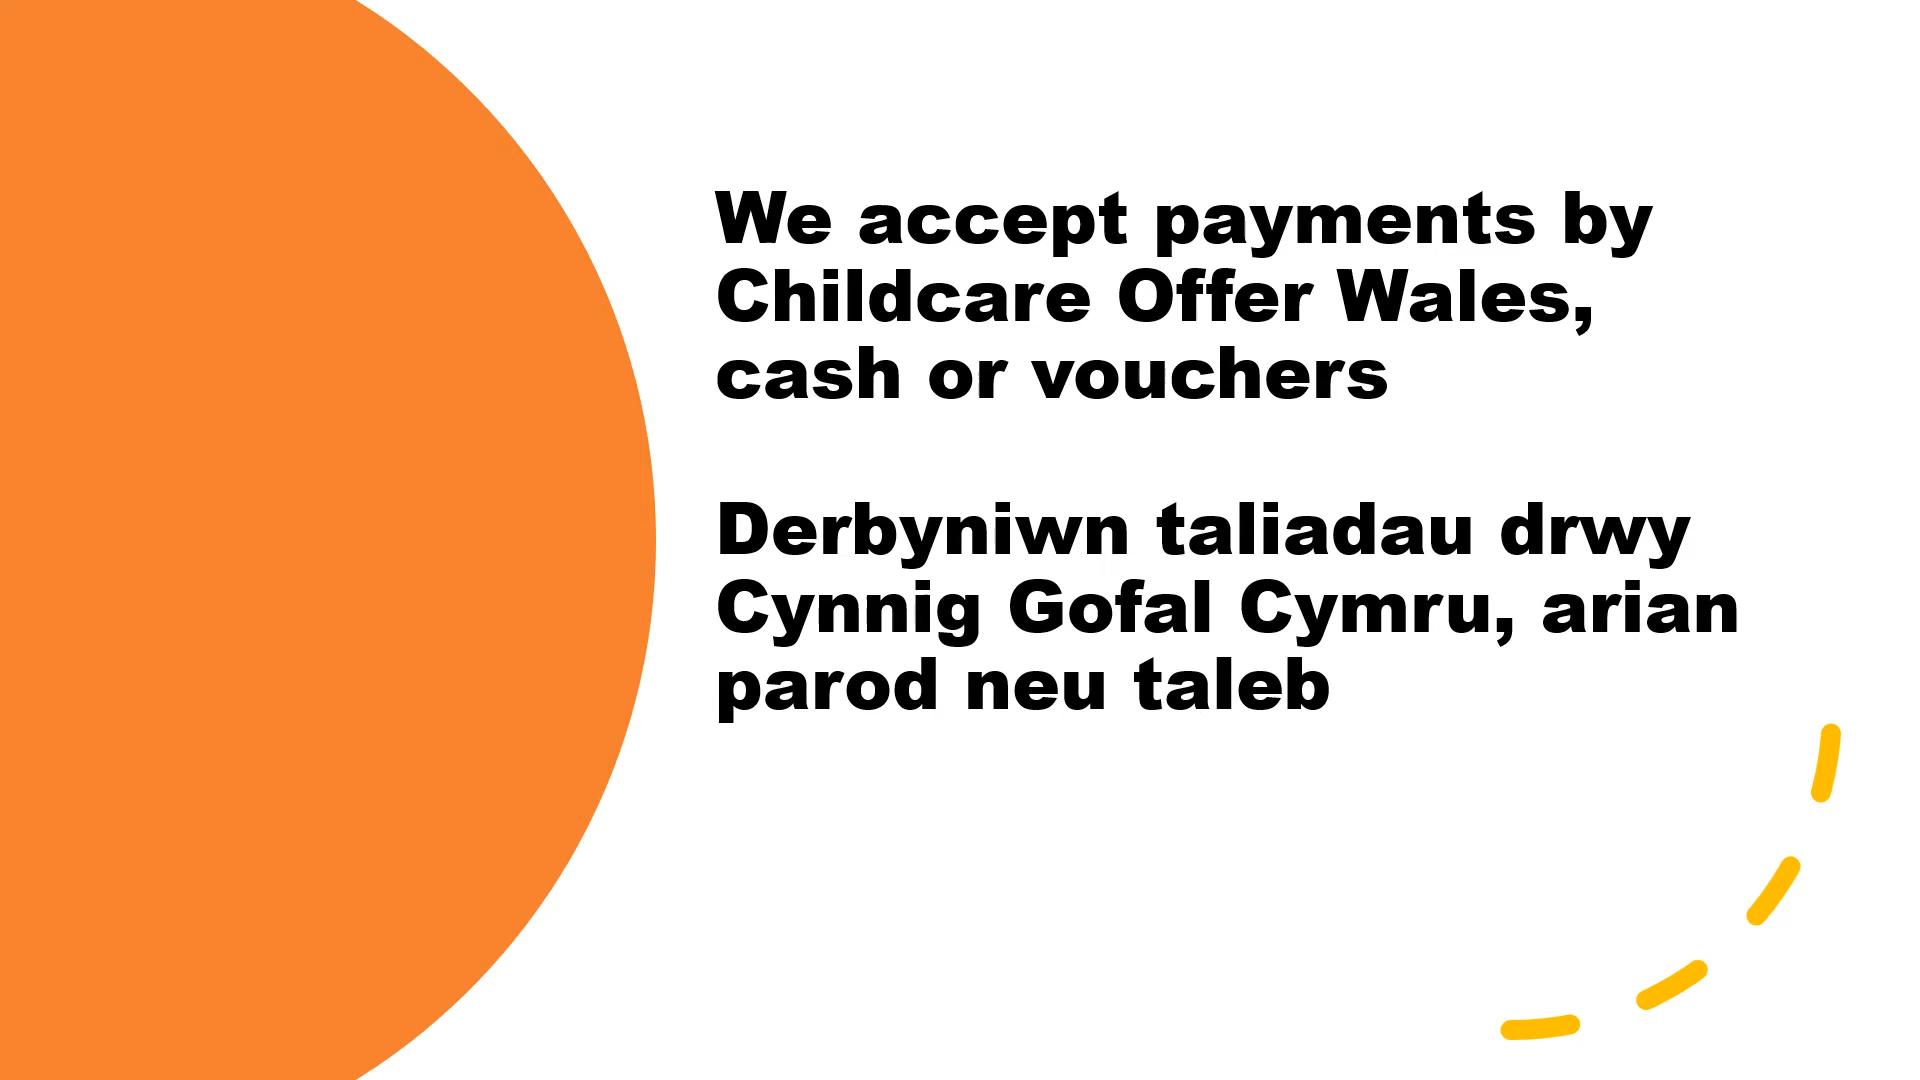 We accept payments by
Childcare Offer Wales,
cash or vouchers
Derbyniwn taliadau drwy
Cynnig Gofal Cymru, arian
parod neu taleb